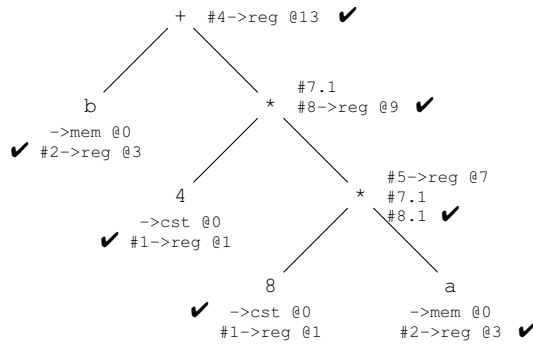 + #4->reg @13 ✔
b
->mem @0
✔ #2->reg @3
* #7.1
#8->reg @9 ✔
4
->cst @0
✔ #1->reg @1
* #5->reg @7
#7.1
#8.1 ✔
8
✔ ->cst @0
#1->reg @1
a
->mem @0
#2->reg @3 ✔